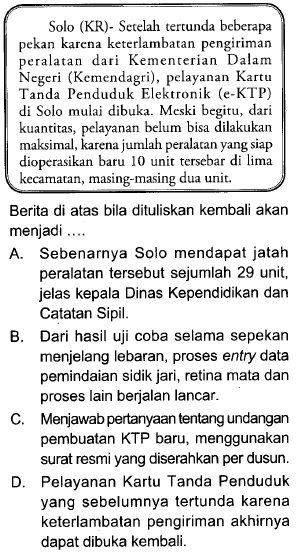 Solo (KR)- Setelah tertunda beberapa
pekan karena keterlambatan pengiriman
peralatan dari Kementerian Dalam
Negeri (Kemendagri), pelayanan Kartu
Tanda Penduduk Elektronik (e-KTP)
di Solo mulai dibuka. Meski begitu, dari
kuantitas, pelayanan belum bisa dilakukan
maksimal, karena jumlah peralatan yang siap
dioperasikan baru 10 unit tersebar di lima
kecamatan, masing-masing dua unit.
Berita di atas bila dituliskan kembali akan
menjadi ....
A. Sebenarnya Solo mendapat jatah
peralatan tersebut sejumlah 29 unit,
jelas kepala Dinas Kependidikan dan
Catatan Sipil.
B. Dari hasil uji coba selama sepekan
menjelang lebaran, proses entry data
pemindaian sidik jari, retina mata dan
proses lain berjalan lancar.
C. Menjawab pertanyaan tentang undangan
pembuatan KTP baru, menggunakan
surat resmi yang diserahkan per dusun.
D. Pelayanan Kartu Tanda Penduduk
yang sebelumnya tertunda karena
keterlambatan pengiriman akhirnya
dapat dibuka kembali.